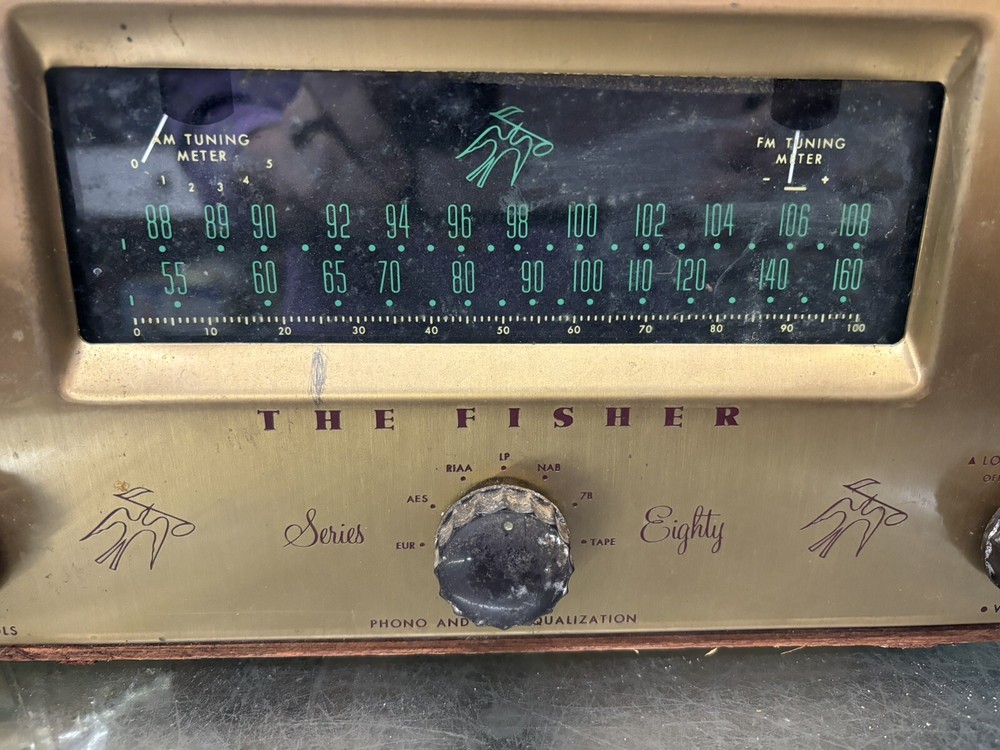 AM TUNING
METER
0 1 2 3 4 5
FM TUNING
METER
- +
88 89 90 92 94 96 98 100 102 104 106 108
55 60 65 70 80 90 100 110 120 140 160
0 10 20 30 40 50 60 70 80 90 100
THE FISHER
EUR AES RIAA LP NAB 78 TAPE
Series Eighty
PHONO AND